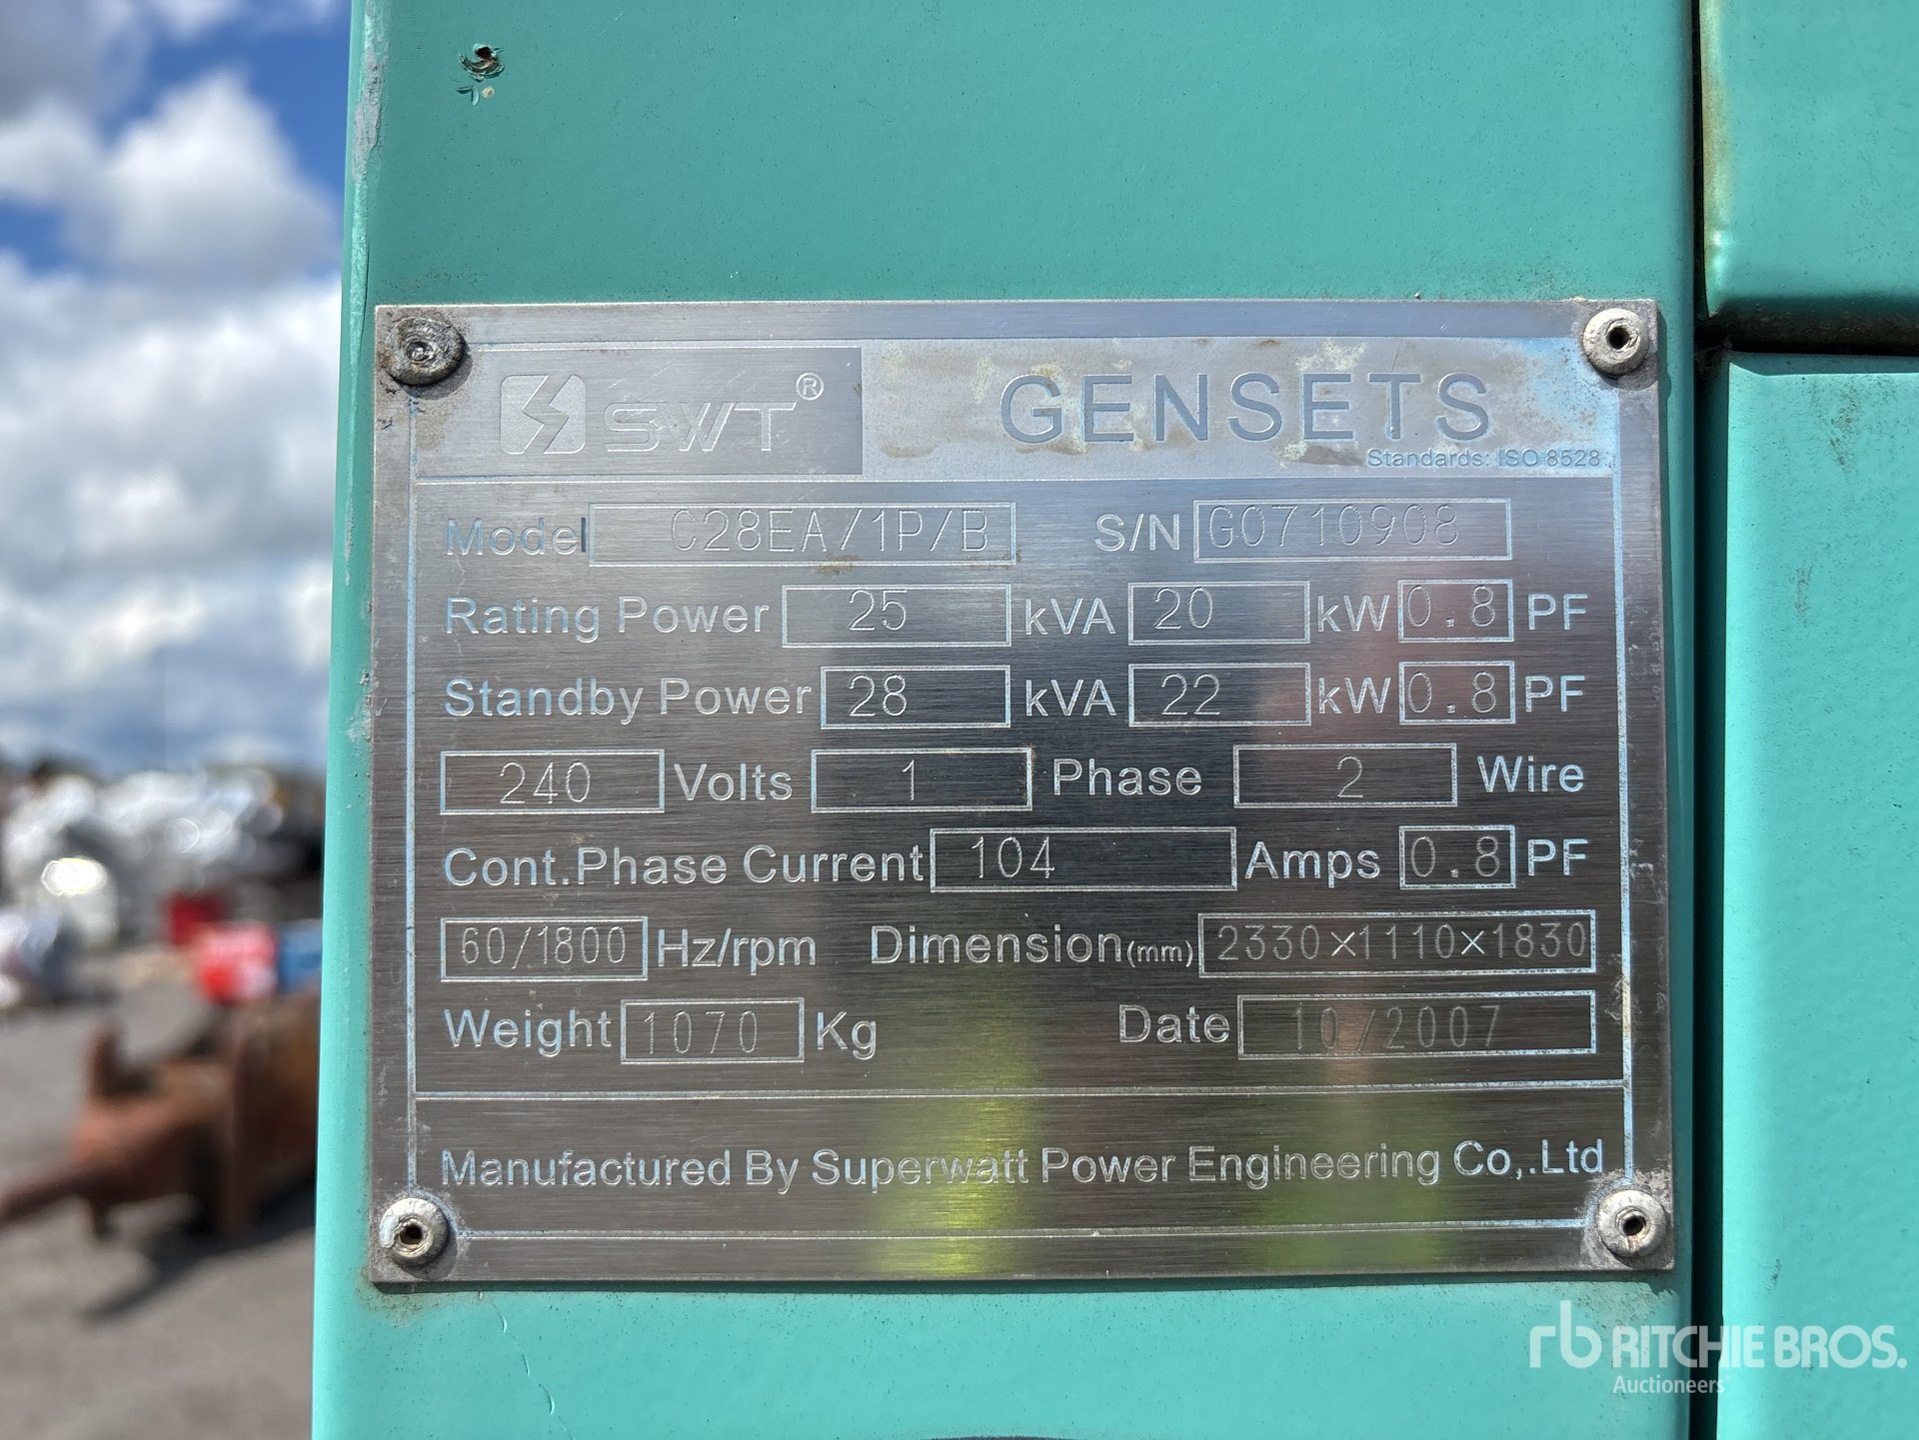 SWT® GENSETS
Standards: ISO 8528
Model C28EA/1P/B S/N G0710908
Rating Power 25 kVA 20 kW 0.8 PF
Standby Power 28 kVA 22 kW 0.8 PF
240 Volts 1 Phase 2 Wire
Cont.Phase Current 104 Amps 0.8 PF
60/1800 Hz/rpm Dimension(mm) 2330×1110×1830
Weight 1070 Kg Date 10/2007
Manufactured By Superwatt Power Engineering Co,.Ltd
rb RITCHIE BROS.
Auctioneers